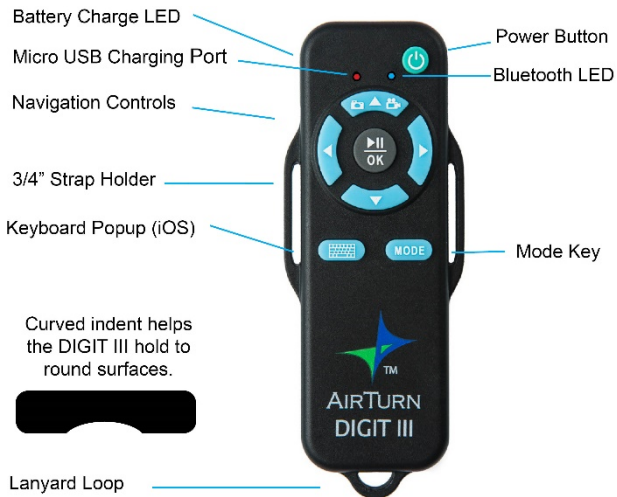 Battery Charge LED
Micro USB Charging Port
Navigation Controls
3/4” Strap Holder
Keyboard Popup (iOS)
Curved indent helps
the DIGIT III hold to
round surfaces.
Lanyard Loop
Power Button
Bluetooth LED
Mode Key
OK
MODE
TM
AIRTURN
DIGIT III